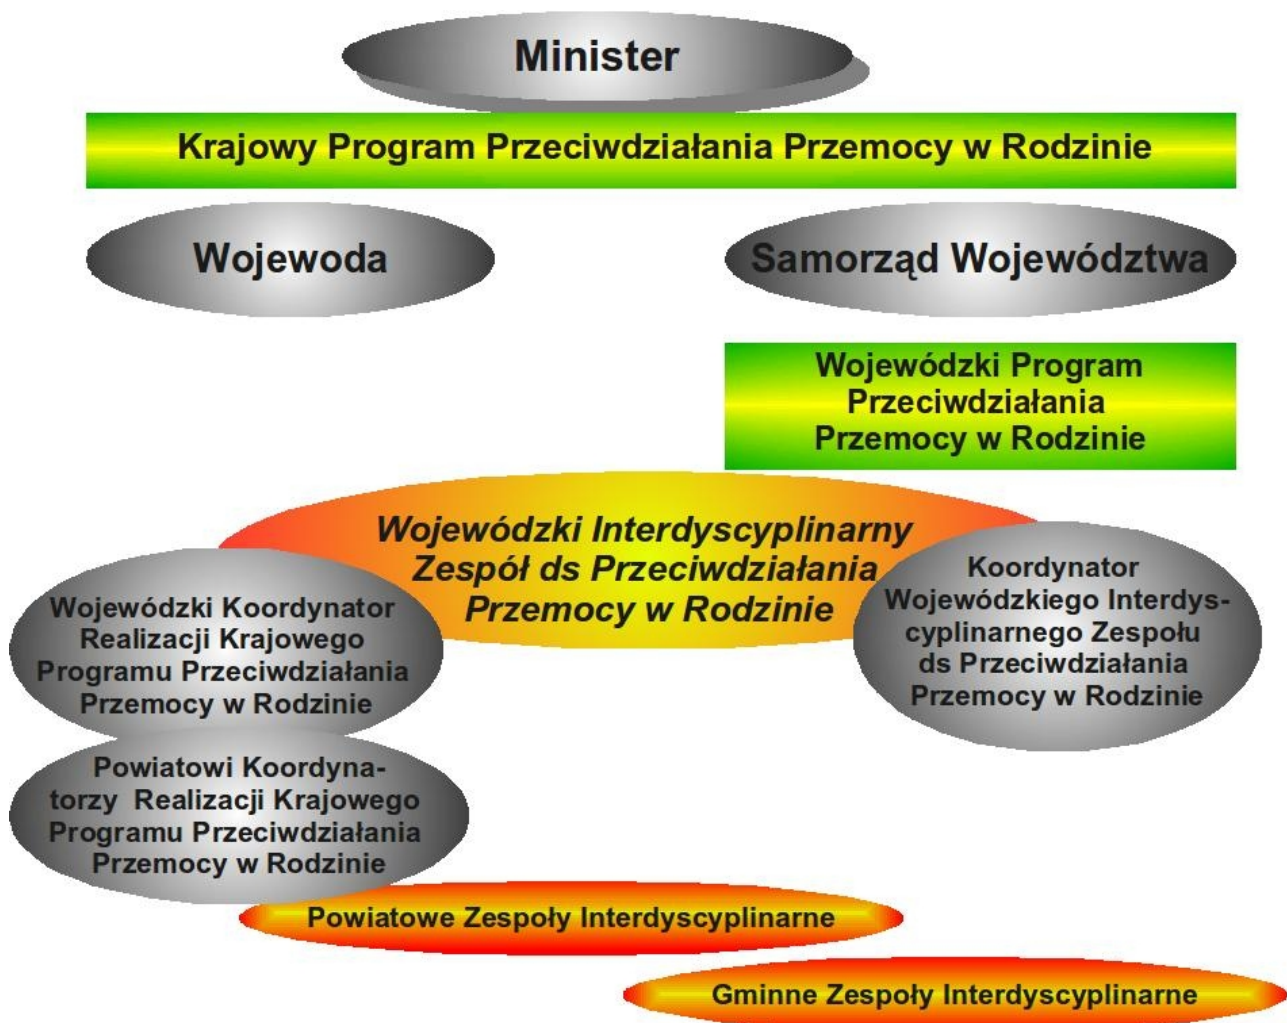 Minister
Krajowy Program Przeciwdziałania Przemocy w Rodzinie
Wojewoda
Samorząd Województwa
Wojewódzki Program
Przeciwdziałania
Przemocy w Rodzinie
Wojewódzki Interdyscyplinarny
Zespół ds Przeciwdziałania
Przemocy w Rodzinie
Wojewódzki Koordynator
Realizacji Krajowego
Programu Przeciwdziałania
Przemocy w Rodzinie
Koordynator
Wojewódzkiego Interdys-
cyplinarnego Zespołu
ds Przeciwdziałania
Przemocy w Rodzinie
Powiatowi Koordyna-
torzy Realizacji Krajowego
Programu Przeciwdziałania
Przemocy w Rodzinie
Powiatowe Zespoły Interdyscyplinarne
Gminne Zespoły Interdyscyplinarne